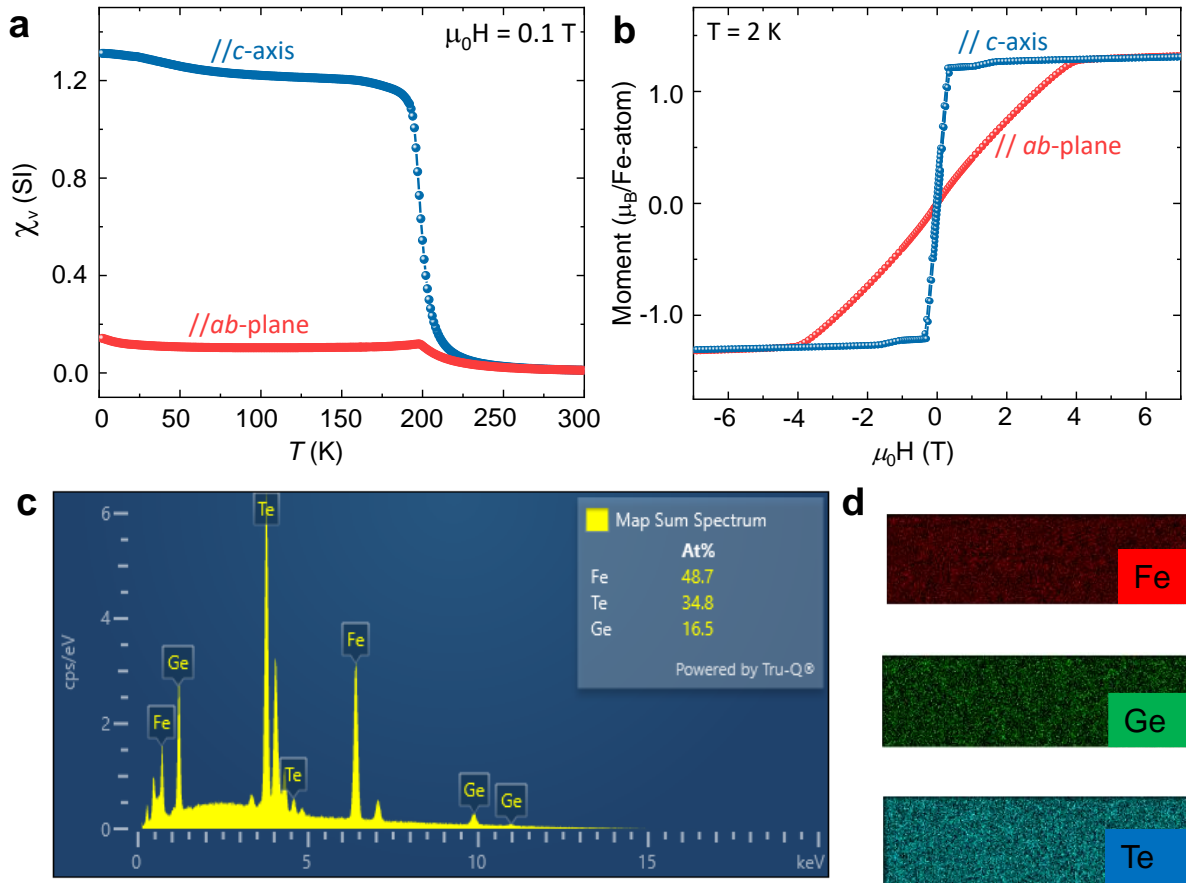 a
μ₀H = 0.1 T
//c-axis
//ab-plane
χᵥ (SI)
1.2
0.8
0.4
0.0
0 50 100 150 200 250 300
T (K)
b
T = 2 K
// c-axis
// ab-plane
Moment (μB/Fe-atom)
1.0
0.0
-1.0
-6 -4 -2 0 2 4 6
μ₀H (T)
c
Te
Fe
Ge
Fe
Te
Ge
Ge
cps/eV
6
4
2
0
0 5 10 15 keV
Map Sum Spectrum
At%
Fe 48.7
Te 34.8
Ge 16.5
Powered by Tru-Q®
d
Fe
Ge
Te